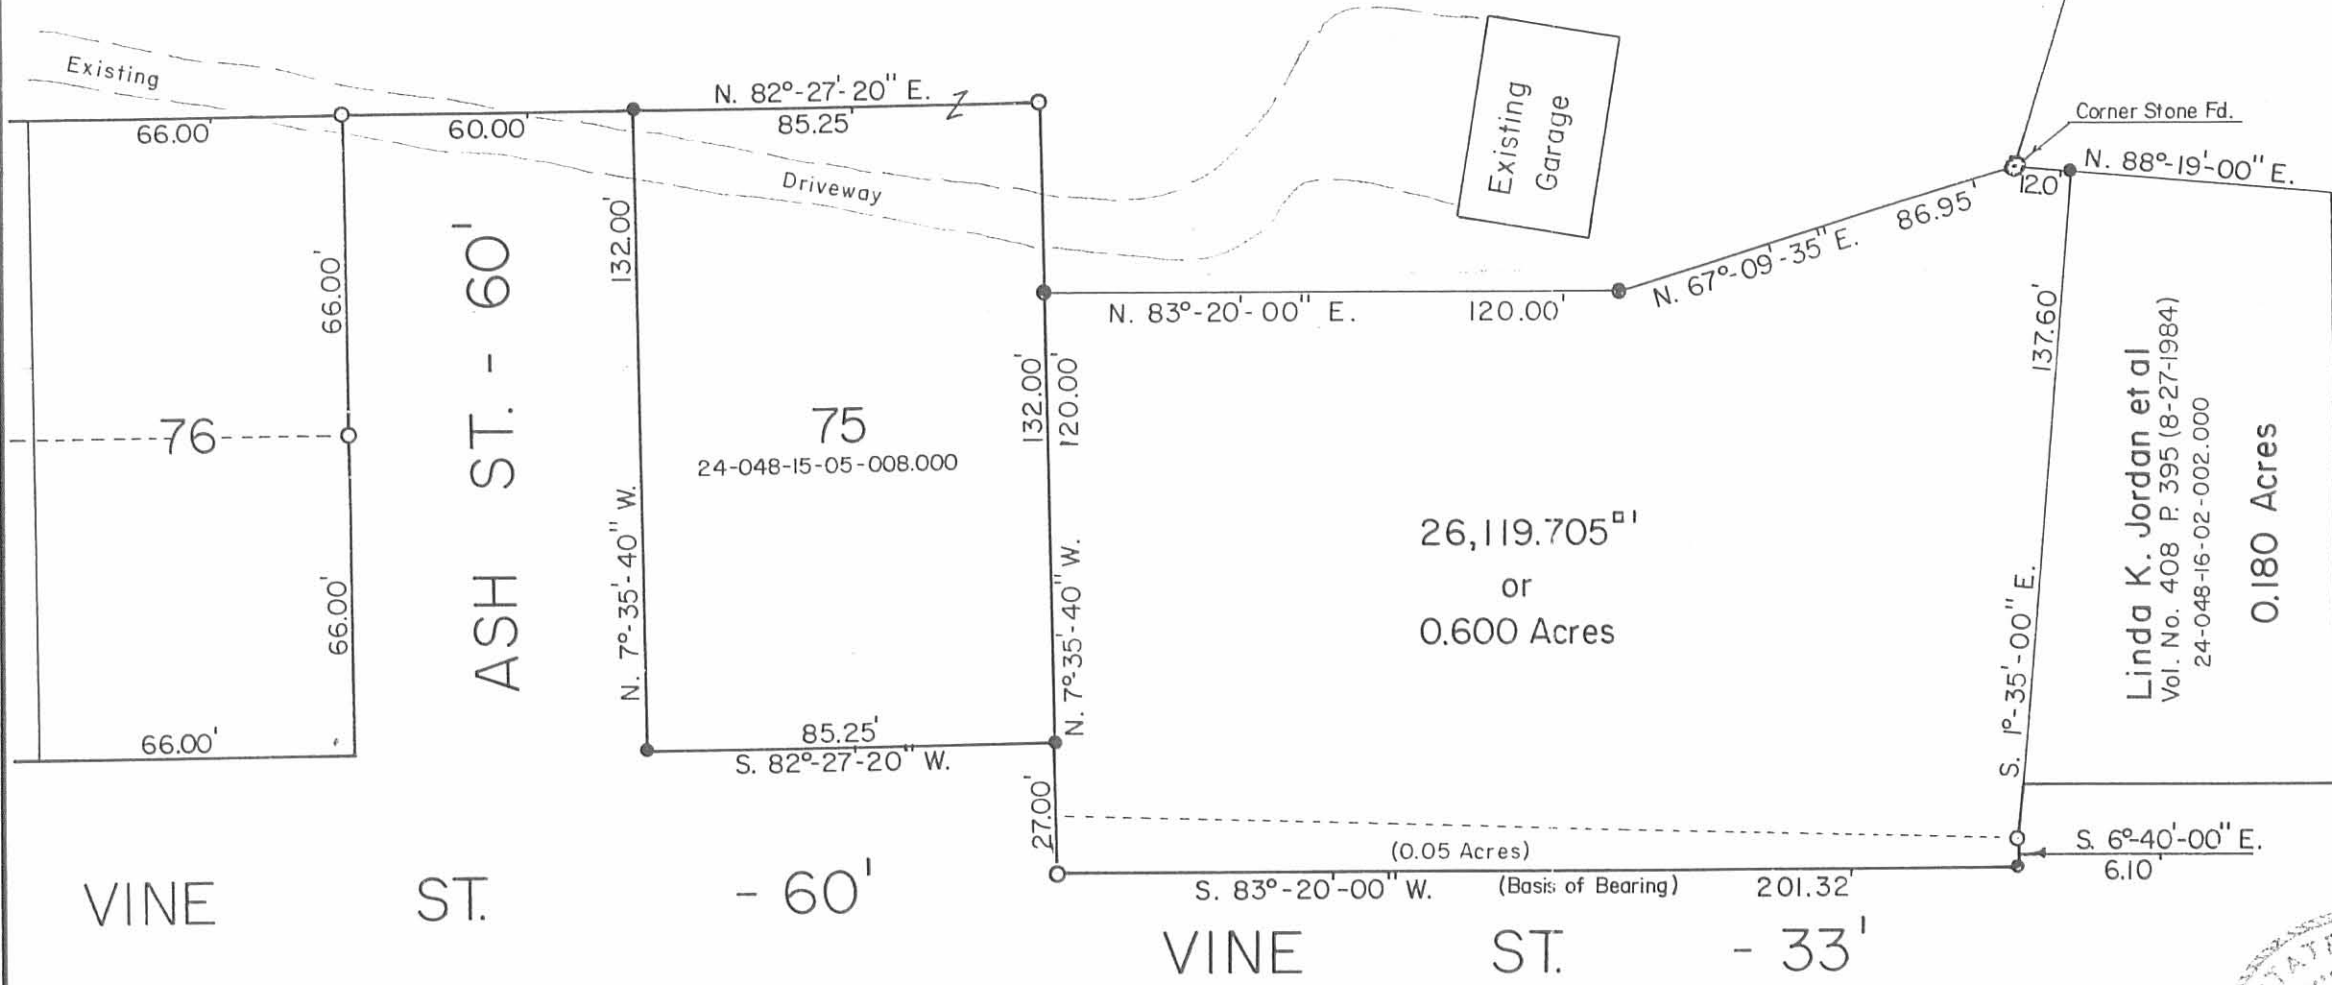 Existing
66.00'
60.00'
N. 82°-27'-20" E.
85.25'
Driveway
Existing
Garage
Corner Stone Fd.
N. 88°-19'-00" E.
12.0'
86.95'
N. 67°-09'-35" E.
N. 83°-20'-00" E.
120.00'
66.00'
66.00'
76
66.00'
ASH ST. - 60'
132.00'
N. 7°-35'-40" W.
75
24-048-15-05-008.000
85.25'
S. 82°-27'-20" W.
132.00'
120.00'
N. 7°-35'-40" W.
27.00'
26,119.705□'
or
0.600 Acres
137.60'
S. 1°-35'-00" E.
Linda K. Jordan et al
Vol. No. 408 P. 395 (8-27-1984)
24-048-16-02-002.000
0.180 Acres
(0.05 Acres)
S. 6°-40'-00" E.
6.10'
S. 83°-20'-00" W. (Basis of Bearing) 201.32'
VINE ST. - 60'
VINE ST. - 33'